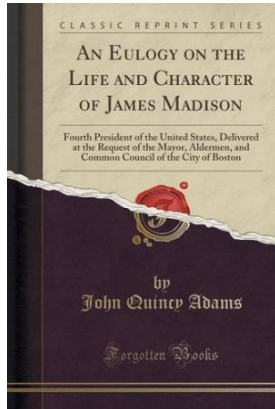 CLASSIC REPRINT SERIES
AN EULOGY ON THE
LIFE AND CHARACTER
OF JAMES MADISON
Fourth President of the United States, Delivered
at the Request of the Mayor, Aldermen, and
Common Council of the City of Boston
by
John Quincy Adams
Forgotten Books